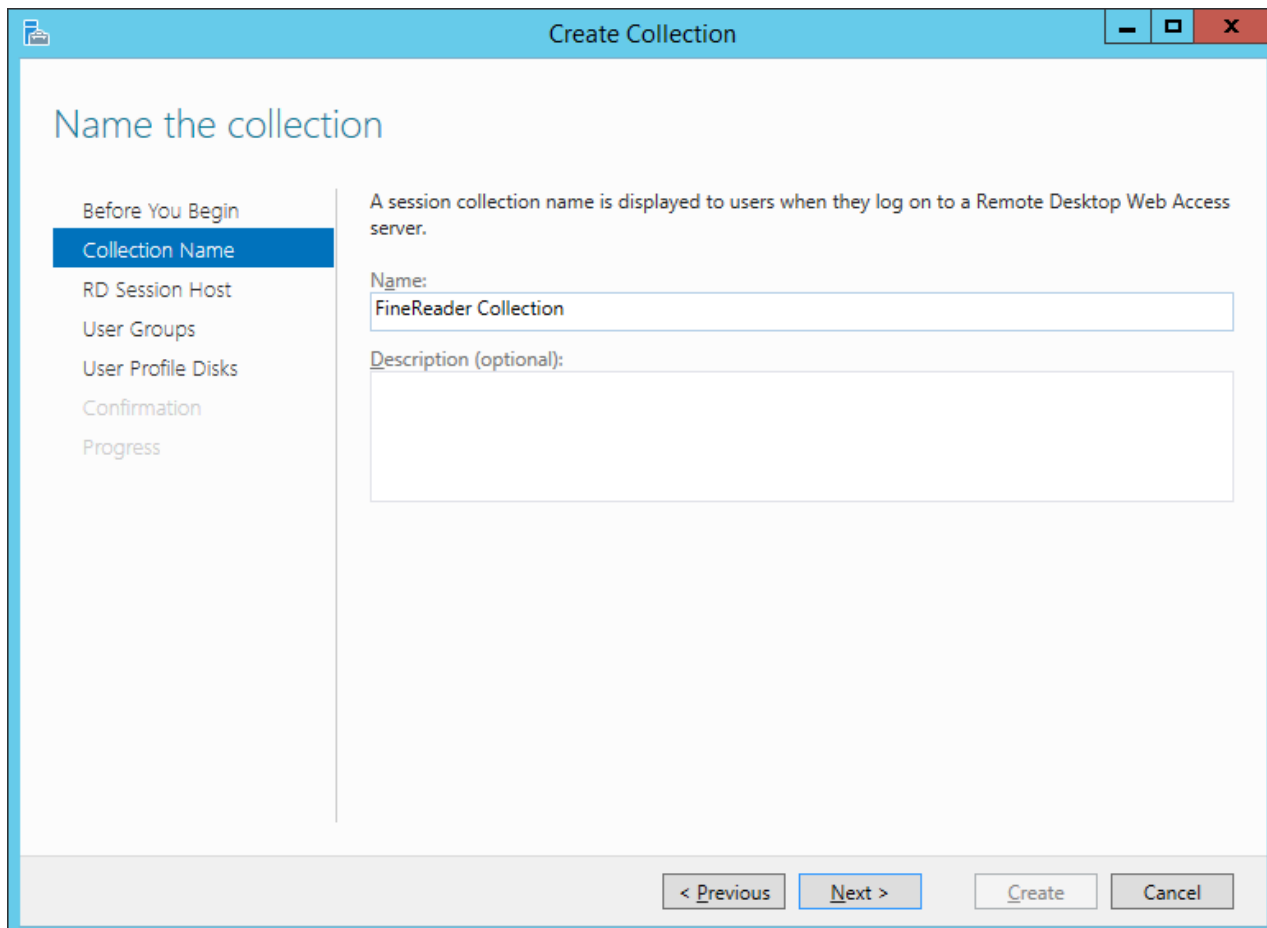 Create Collection
Name the collection
Before You Begin
Collection Name
RD Session Host
User Groups
User Profile Disks
Confirmation
Progress
A session collection name is displayed to users when they log on to a Remote Desktop Web Access
server.
Name:
FineReader Collection
Description (optional):
< Previous
Next >
Create
Cancel